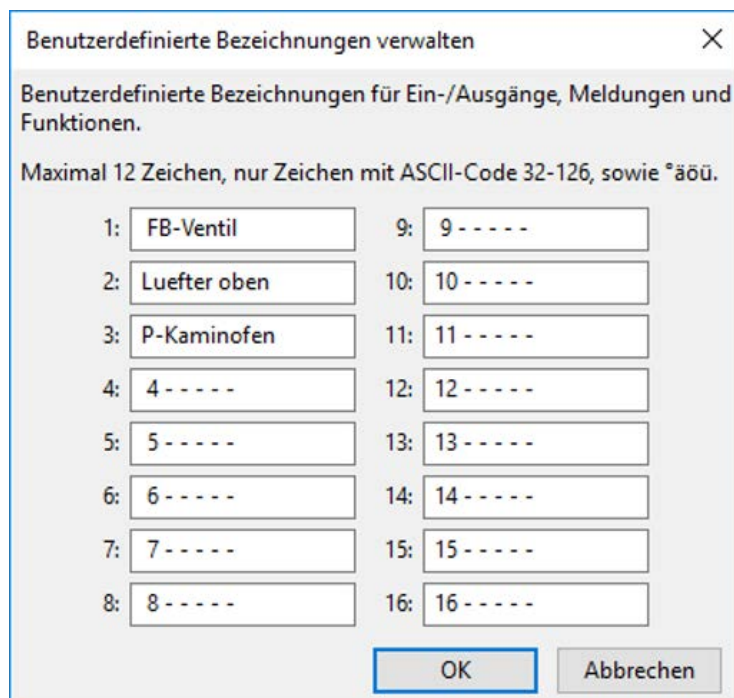 Benutzerdefinierte Bezeichnungen verwalten
Benutzerdefinierte Bezeichnungen für Ein-/Ausgänge, Meldungen und
Funktionen.
Maximal 12 Zeichen, nur Zeichen mit ASCII-Code 32-126, sowie °äöü.
1: FB-Ventil
2: Luefter oben
3: P-Kaminofen
4: 4 - - - - -
5: 5 - - - - -
6: 6 - - - - -
7: 7 - - - - -
8: 8 - - - - -
9: 9 - - - - -
10: 10 - - - - -
11: 11 - - - - -
12: 12 - - - - -
13: 13 - - - - -
14: 14 - - - - -
15: 15 - - - - -
16: 16 - - - - -
OK Abbrechen